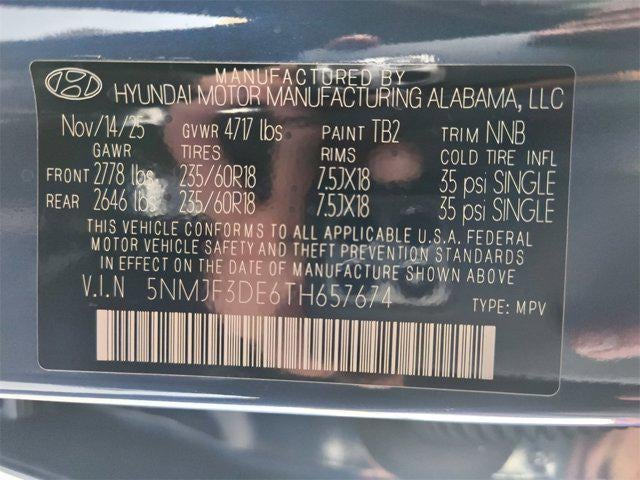 MANUFACTURED BY
HYUNDAI MOTOR MANUFACTURING ALABAMA, LLC
Nov/14/25 GVWR 4717 lbs PAINT TB2 TRIM NNB
GAWR TIRES RIMS COLD TIRE INFL
FRONT 2778 lbs 235/60R18 7.5JX18 35 psi SINGLE
REAR 2646 lbs 235/60R18 7.5JX18 35 psi SINGLE
THIS VEHICLE CONFORMS TO ALL APPLICABLE U.S.A. FEDERAL
MOTOR VEHICLE SAFETY AND THEFT PREVENTION STANDARDS
IN EFFECT ON THE DATE OF MANUFACTURE SHOWN ABOVE
V.I.N 5NMJF3DE6TH657674 TYPE: MPV